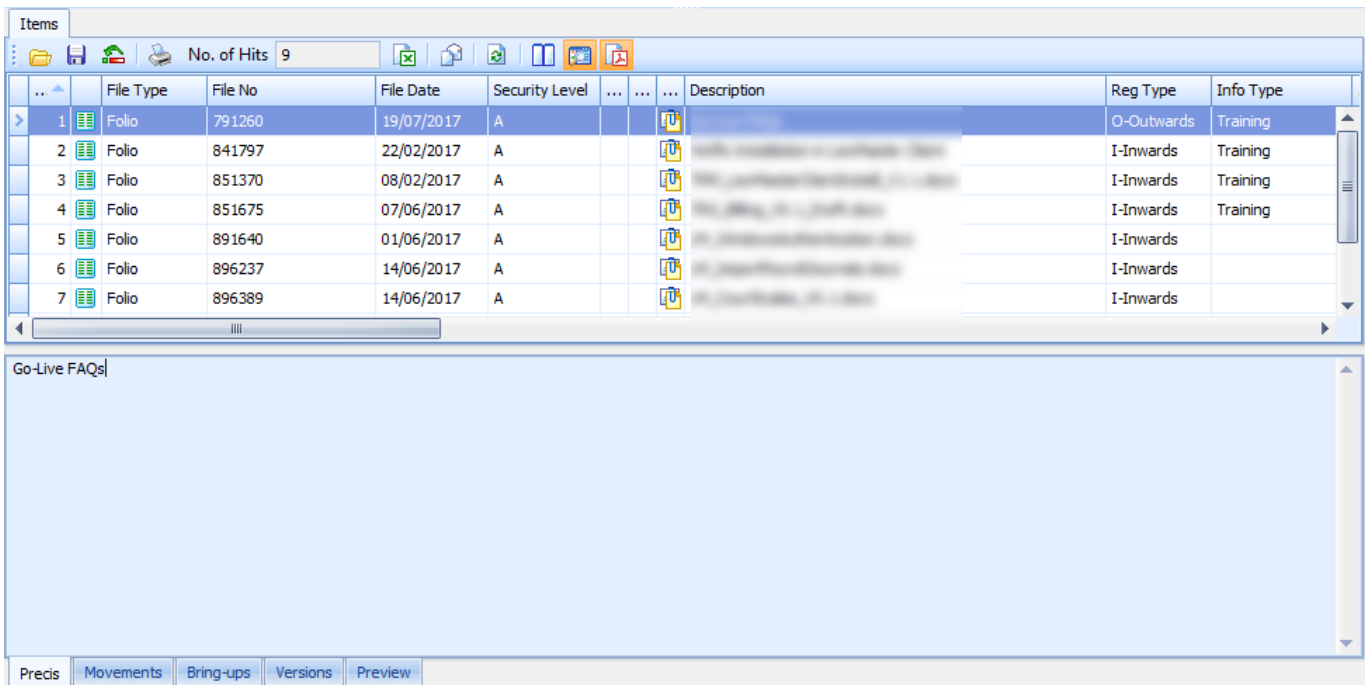 Items
No. of Hits 9
... File Type File No File Date Security Level ... ... ... Description Reg Type Info Type
1 Folio 791260 19/07/2017 A O-Outwards Training
2 Folio 841797 22/02/2017 A I-Inwards Training
3 Folio 851370 08/02/2017 A I-Inwards Training
4 Folio 851675 07/06/2017 A I-Inwards Training
5 Folio 891640 01/06/2017 A I-Inwards
6 Folio 896237 14/06/2017 A I-Inwards
7 Folio 896389 14/06/2017 A I-Inwards
Go-Live FAQs
Precis Movements Bring-ups Versions Preview